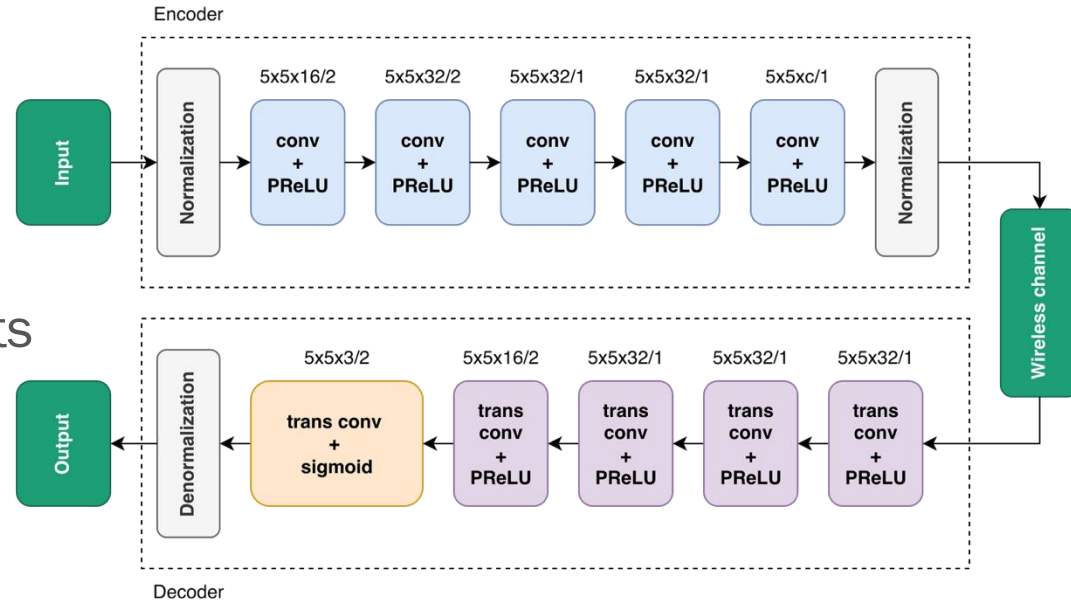 Encoder
Input
Normalization
5x5x16/2
conv
+
PReLU
5x5x32/2
conv
+
PReLU
5x5x32/1
conv
+
PReLU
5x5x32/1
conv
+
PReLU
5x5xc/1
conv
+
PReLU
Normalization
Wireless channel
ts
5x5x32/1
trans
conv
+
PReLU
5x5x32/1
trans
conv
+
PReLU
5x5x32/1
trans
conv
+
PReLU
5x5x16/2
trans
conv
+
PReLU
5x5x3/2
trans conv
+
sigmoid
Denormalization
Output
Decoder